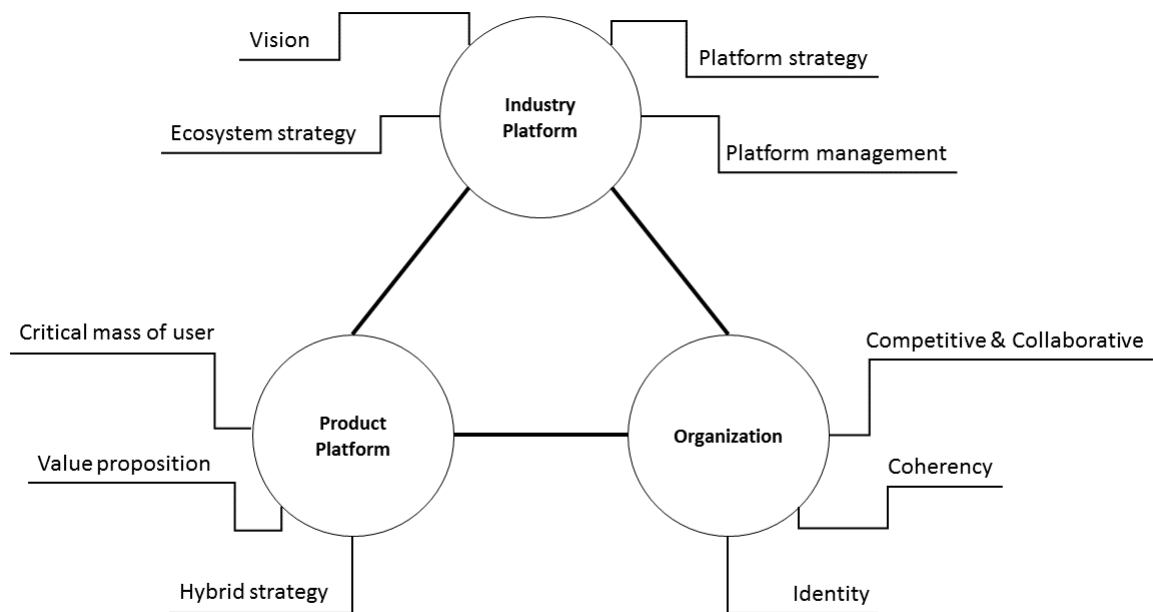 Vision
Platform strategy
Industry
Platform
Ecosystem strategy
Platform management
Critical mass of user
Competitive & Collaborative
Product
Platform
Organization
Value proposition
Coherency
Hybrid strategy
Identity